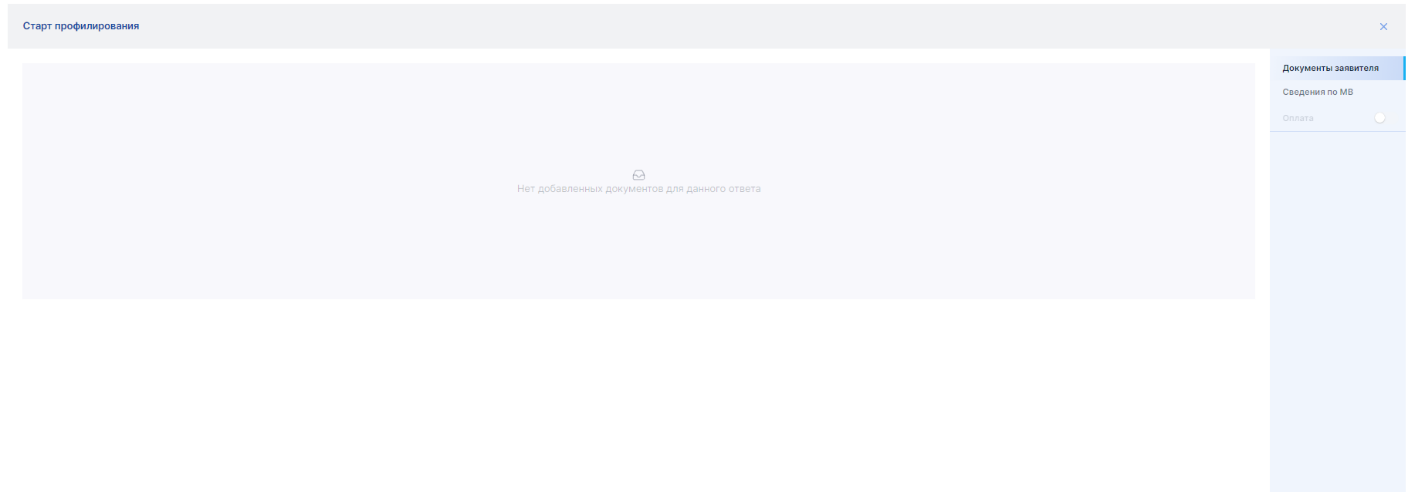 Старт профилирования
Документы заявителя
Сведения по МВ
Оплата
Нет добавленных документов для данного ответа